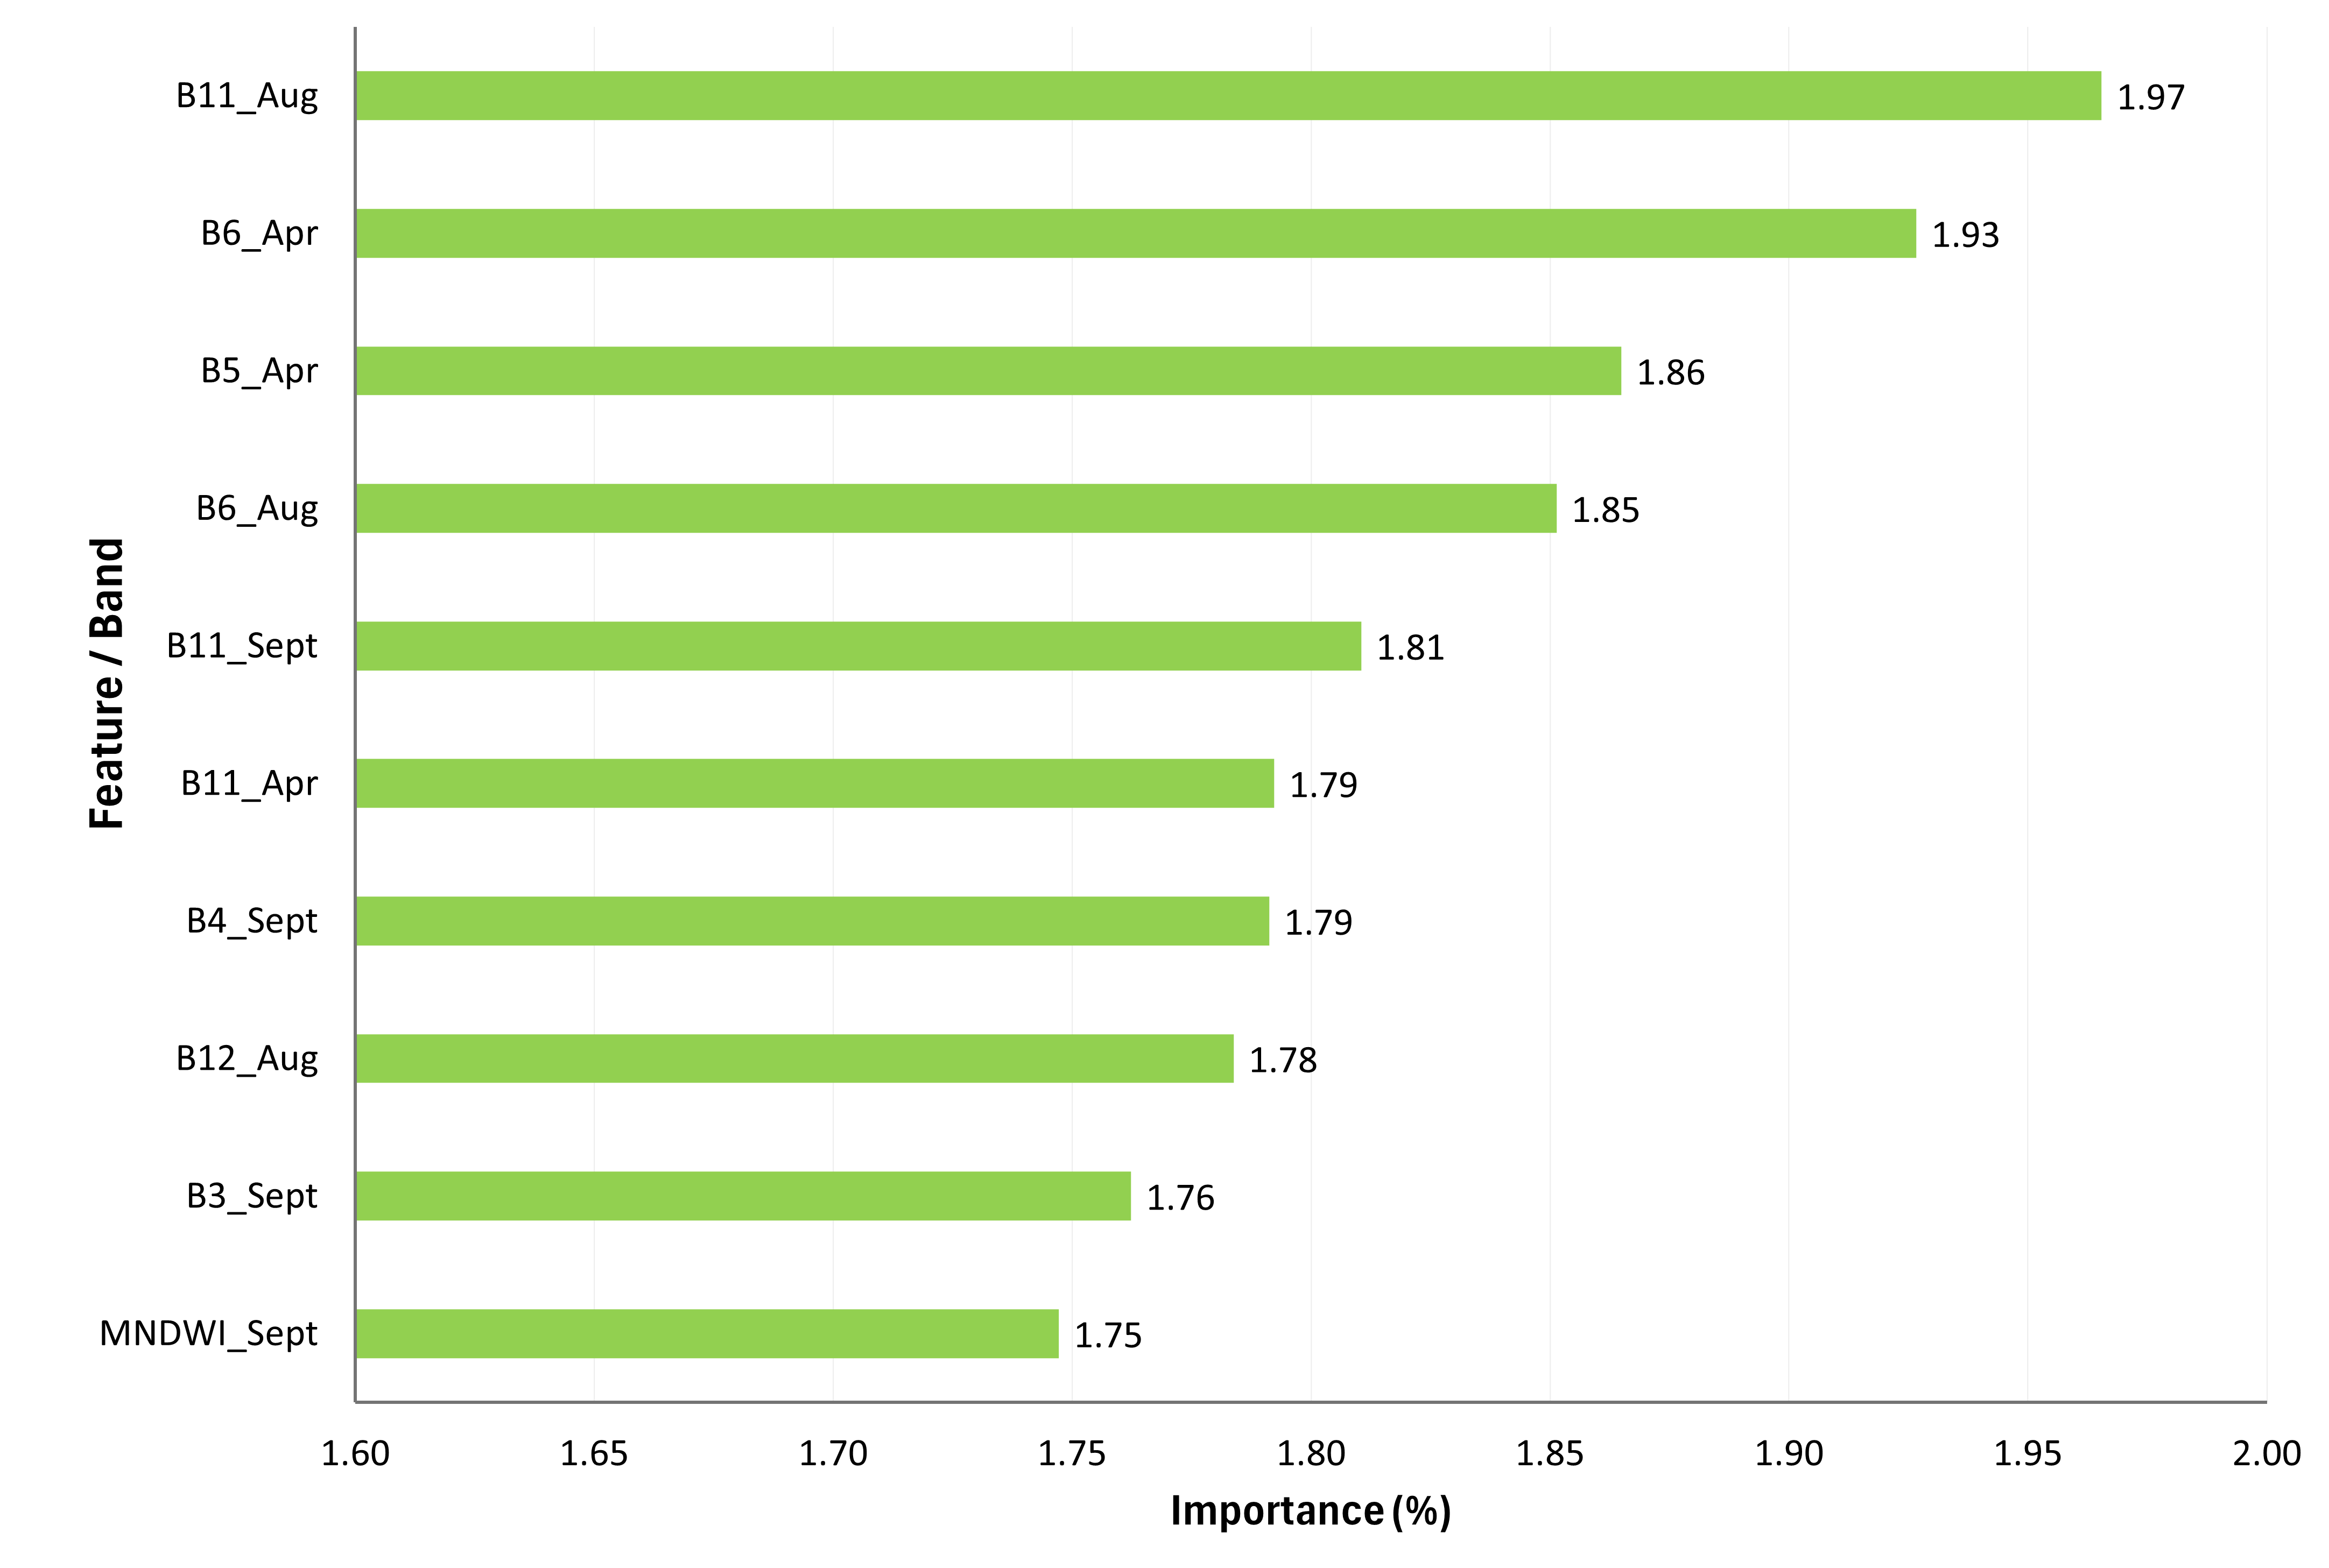 B11_Aug 1.97
B6_Apr 1.93
B5_Apr 1.86
B6_Aug 1.85
B11_Sept 1.81
B11_Apr 1.79
B4_Sept 1.79
B12_Aug 1.78
B3_Sept 1.76
MNDWI_Sept 1.75
Feature / Band
1.60 1.65 1.70 1.75 1.80 1.85 1.90 1.95 2.00
Importance (%)